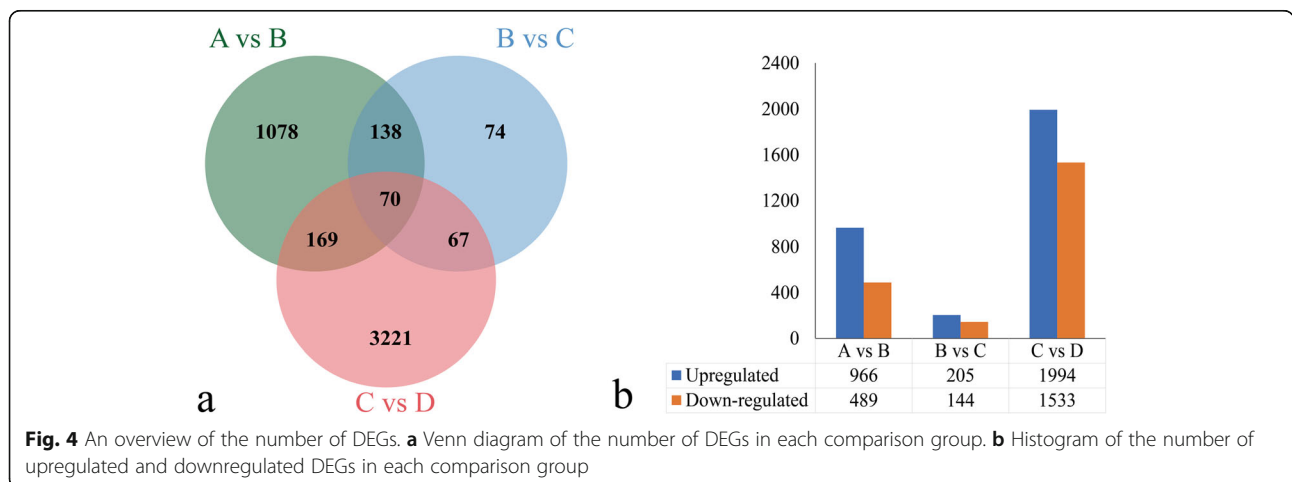 A vs B
B vs C
1078
138
74
70
169
67
3221
a
C vs D
2400
2000
1600
1200
800
400
0
A vs B B vs C C vs D
Upregulated 966 205 1994
Down-regulated 489 144 1533
b
Fig. 4 An overview of the number of DEGs. a Venn diagram of the number of DEGs in each comparison group. b Histogram of the number of
upregulated and downregulated DEGs in each comparison group